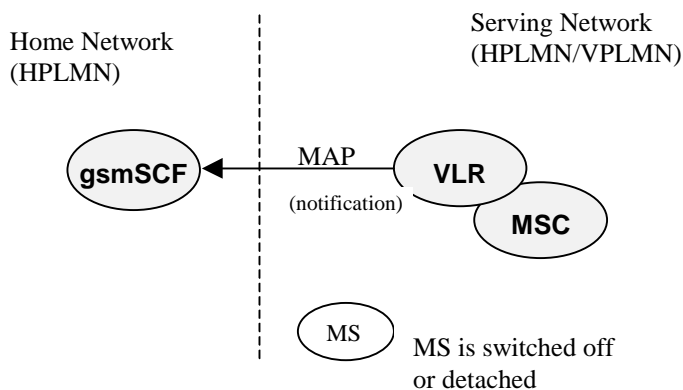 Home Network
(HPLMN)
Serving Network
(HPLMN/VPLMN)
gsmSCF
MAP
(notification)
VLR
MSC
MS
MS is switched off
or detached